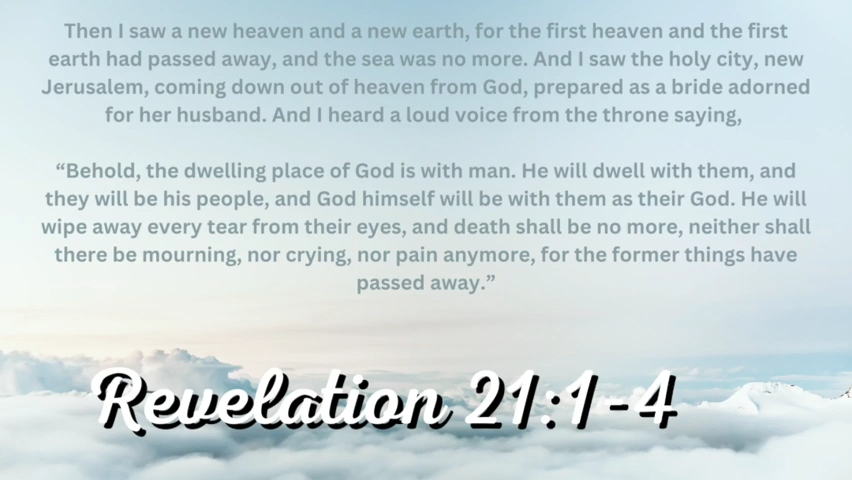 Then I saw a new heaven and a new earth, for the first heaven and the first
earth had passed away, and the sea was no more. And I saw the holy city, new
Jerusalem, coming down out of heaven from God, prepared as a bride adorned
for her husband. And I heard a loud voice from the throne saying,
“Behold, the dwelling place of God is with man. He will dwell with them, and
they will be his people, and God himself will be with them as their God. He will
wipe away every tear from their eyes, and death shall be no more, neither shall
there be mourning, nor crying, nor pain anymore, for the former things have
passed away.”
Revelation 21:1-4